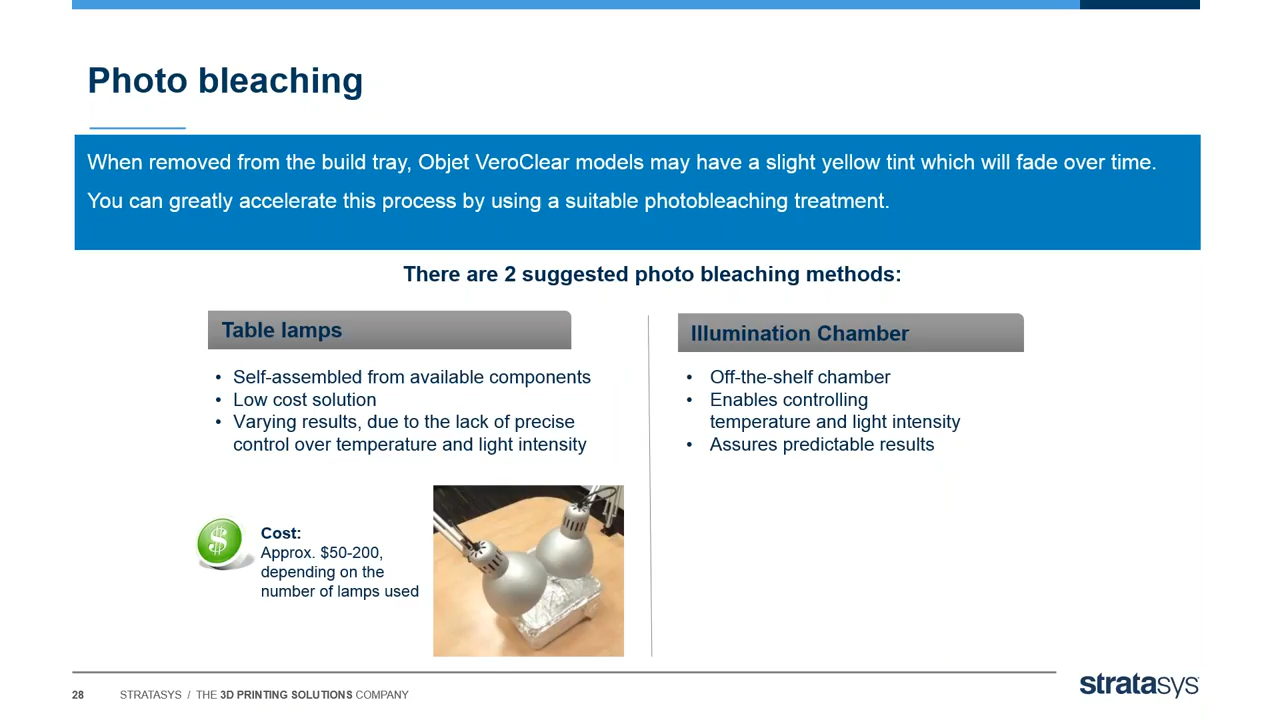 Photo bleaching
When removed from the build tray, Objet VeroClear models may have a slight yellow tint which will fade over time.
You can greatly accelerate this process by using a suitable photobleaching treatment.
There are 2 suggested photo bleaching methods:
Table lamps
• Self-assembled from available components
• Low cost solution
• Varying results, due to the lack of precise
control over temperature and light intensity
$
Cost:
Approx. $50-200,
depending on the
number of lamps used
Illumination Chamber
• Off-the-shelf chamber
• Enables controlling
temperature and light intensity
• Assures predictable results
28 STRATASYS / THE 3D PRINTING SOLUTIONS COMPANY
stratasys